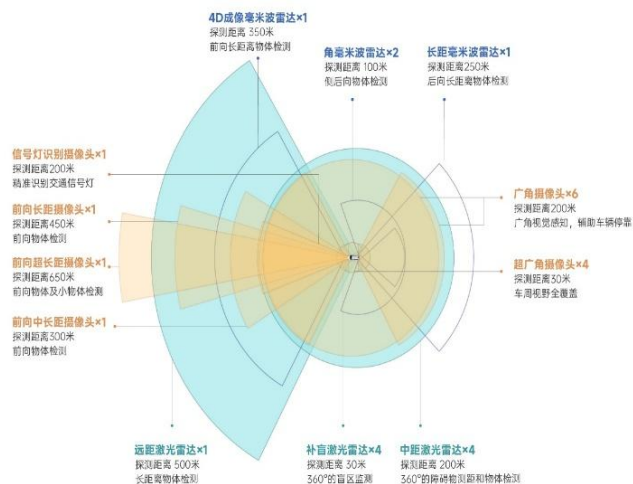 4D成像毫米波雷达×1
探测距离 350米
前向长距离物体检测
角毫米波雷达×2
探测距离 100米
侧后向物体检测
长距毫米波雷达×1
探测距离250米
后向长距离物体检测
信号灯识别摄像头×1
探测距离200米
精准识别交通信号灯
前向长距摄像头×1
探测距离450米
前向物体检测
前向超长距摄像头×1
探测距离650米
前向物体及小物体检测
前向中长距摄像头×1
探测距离300米
前向物体检测
广角摄像头×6
探测距离200米
广角视觉感知，辅助车辆停靠
超广角摄像头×4
探测距离30米
车周视野全覆盖
远距激光雷达×1
探测距离 500米
长距离物体检测
补盲激光雷达×4
探测距离 30米
360°的盲区监测
中距激光雷达×4
探测距离 200米
360°的障碍物测距和物体检测